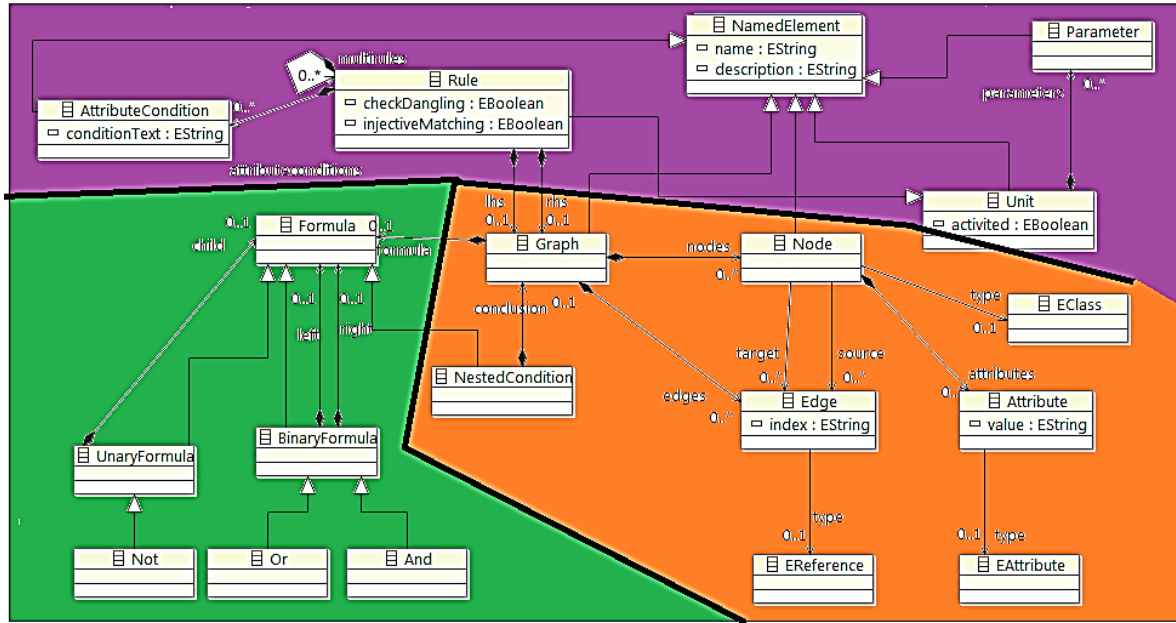 NamedElement
name : EString
description : EString
Parameter
multirules
0..*
Rule
checkDangling : EBoolean
injectiveMatching : EBoolean
AttributeCondition
conditionText : EString
0..*
attributeconditions
parameters
0..*
Unit
activited : EBoolean
lhs
0..1
rhs
0..1
Formula
0..1
child
0..1
formula
Graph
nodes
0..*
Node
type
0..1
EClass
0..1
left
0..1
right
conclusion
0..1
NestedCondition
edges
0..*
target
0..*
source
0..*
attributes
0..
Edge
index : EString
Attribute
value : EString
UnaryFormula
BinaryFormula
type
0..1
0..1
type
Not
Or
And
EReference
EAttribute